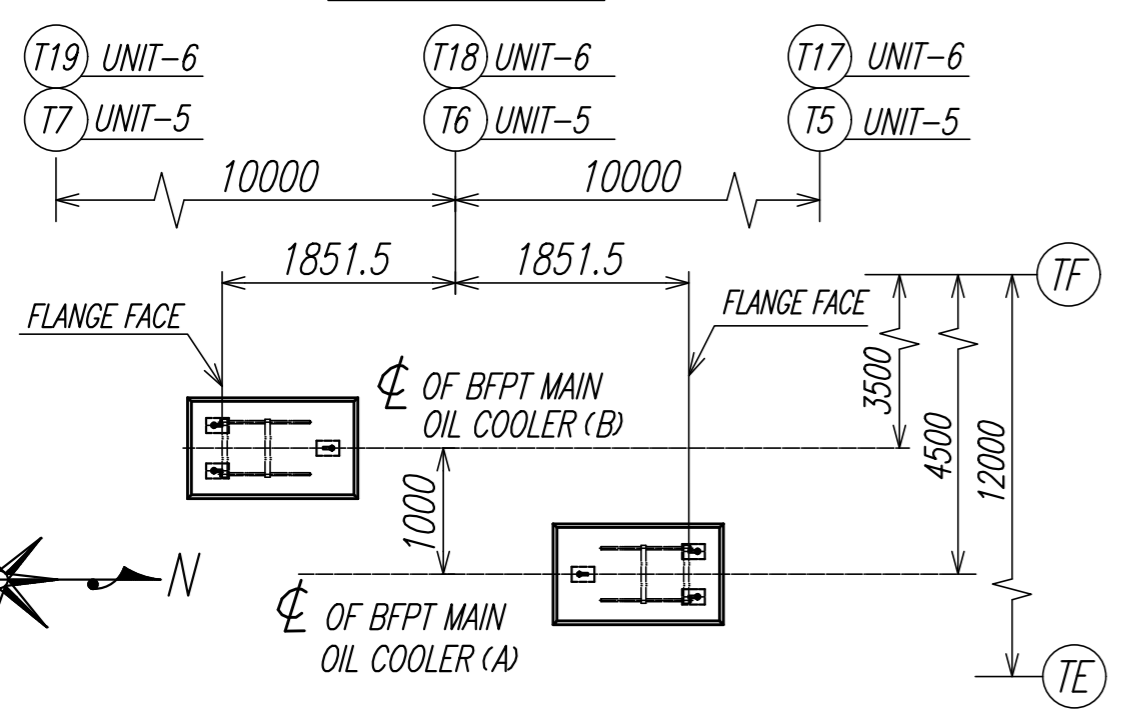 T19 UNIT-6
T18 UNIT-6
T17 UNIT-6
T7 UNIT-5
T6 UNIT-5
T5 UNIT-5
10000
10000
1851.5
1851.5
TF
FLANGE FACE
FLANGE FACE
℄ OF BFPT MAIN
OIL COOLER (B)
3500
4500
12000
1000
N
℄ OF BFPT MAIN
OIL COOLER (A)
TE